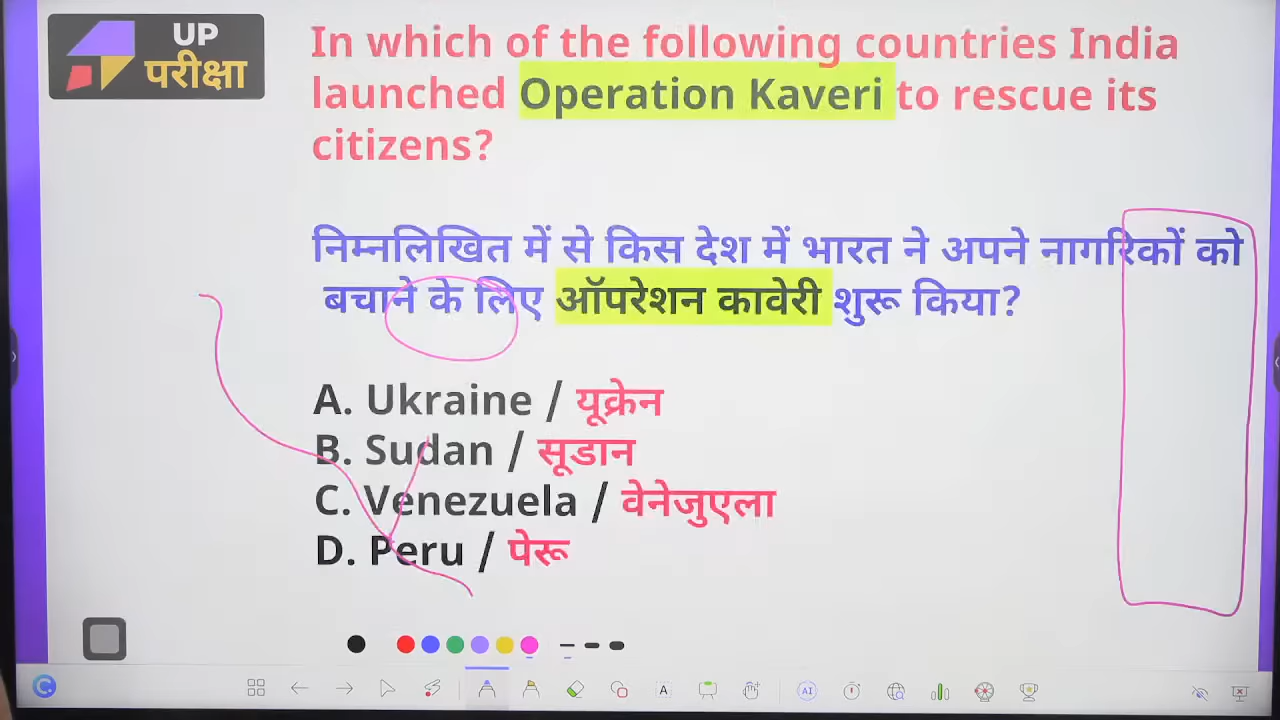 UP
परीक्षा
In which of the following countries India
launched Operation Kaveri to rescue its
citizens?
निम्नलिखित में से किस देश में भारत ने अपने नागरिकों को
बचाने के लिए ऑपरेशन कावेरी शुरू किया?
A. Ukraine / यूक्रेन
B. Sudan / सूडान
C. Venezuela / वेनेजुएला
D. Peru / पेरू
A
AI